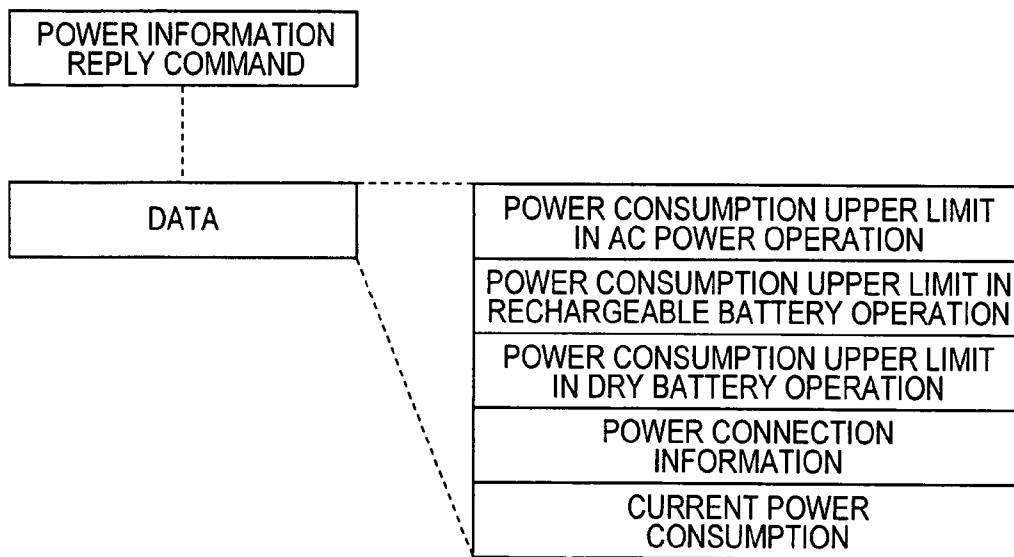 POWER INFORMATION
REPLY COMMAND
DATA
POWER CONSUMPTION UPPER LIMIT
IN AC POWER OPERATION
POWER CONSUMPTION UPPER LIMIT IN
RECHARGEABLE BATTERY OPERATION
POWER CONSUMPTION UPPER LIMIT
IN DRY BATTERY OPERATION
POWER CONNECTION
INFORMATION
CURRENT POWER
CONSUMPTION